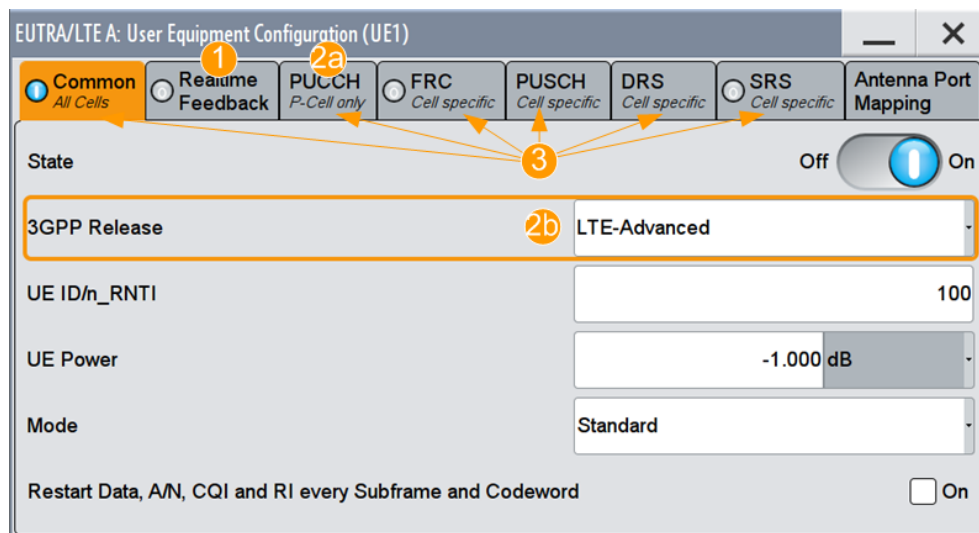 EUTRA/LTE A: User Equipment Configuration (UE1)
1
2a
Common
All Cells
Realtime
Feedback
PUCCH
P-Cell only
FRC
Cell specific
PUSCH
Cell specific
DRS
Cell specific
SRS
Cell specific
Antenna Port
Mapping
3
State
Off
On
3GPP Release
2b
LTE-Advanced
UE ID/n_RNTI
100
UE Power
-1.000 dB
Mode
Standard
Restart Data, A/N, CQI and RI every Subframe and Codeword
On